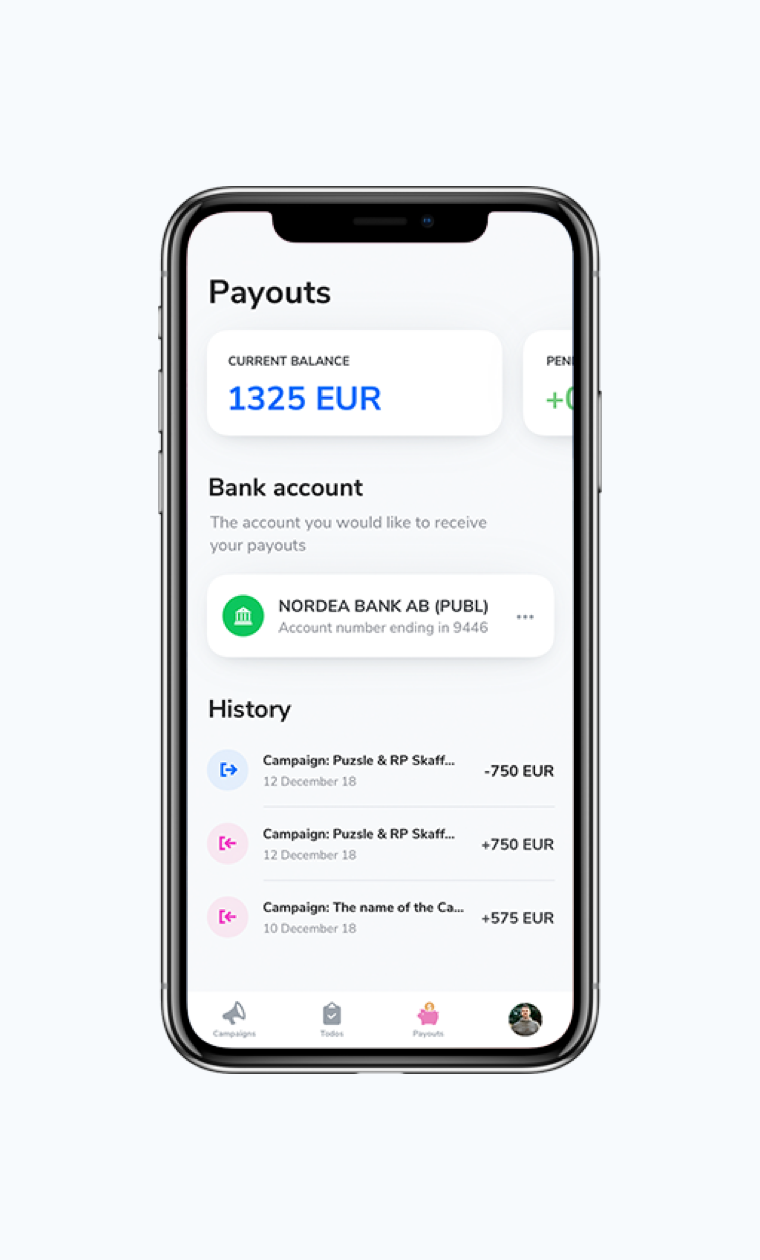 Payouts
CURRENT BALANCE
1325 EUR
Bank account
The account you would like to receive
your payouts
NORDEA BANK AB (PUBL)
Account number ending in 9446
History
Campaign: Puzsle & RP Skaff...
12 December 18
-750 EUR
Campaign: Puzsle & RP Skaff...
12 December 18
+750 EUR
Campaign: The name of the Ca...
10 December 18
+575 EUR
Campaigns
Todos
Payouts